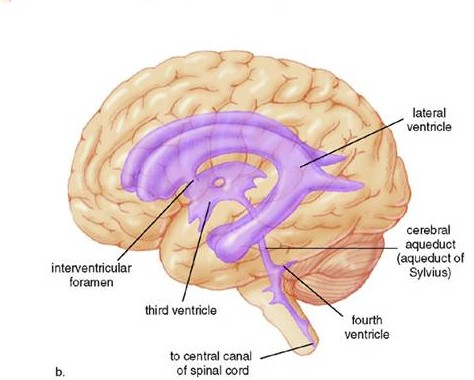 lateral
ventricle
cerebral
aqueduct
(aqueduct of
Sylvius)
interventricular
foramen
third ventricle
fourth
ventricle
to central canal
of spinal cord
b.